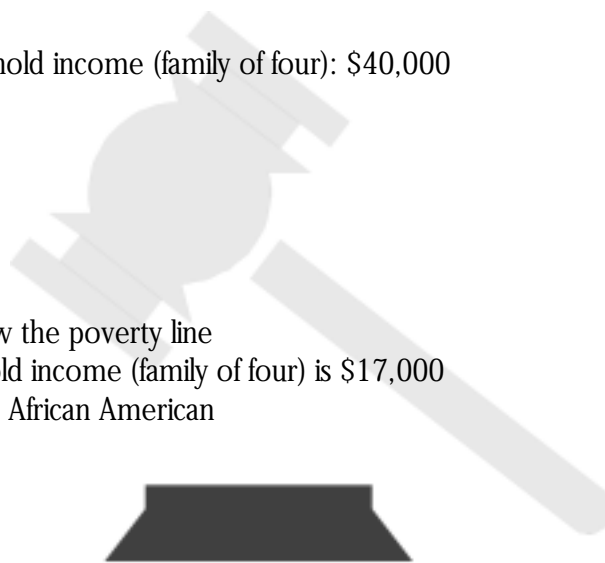 hold income (family of four): $40,000
w the poverty line
old income (family of four) is $17,000
African American